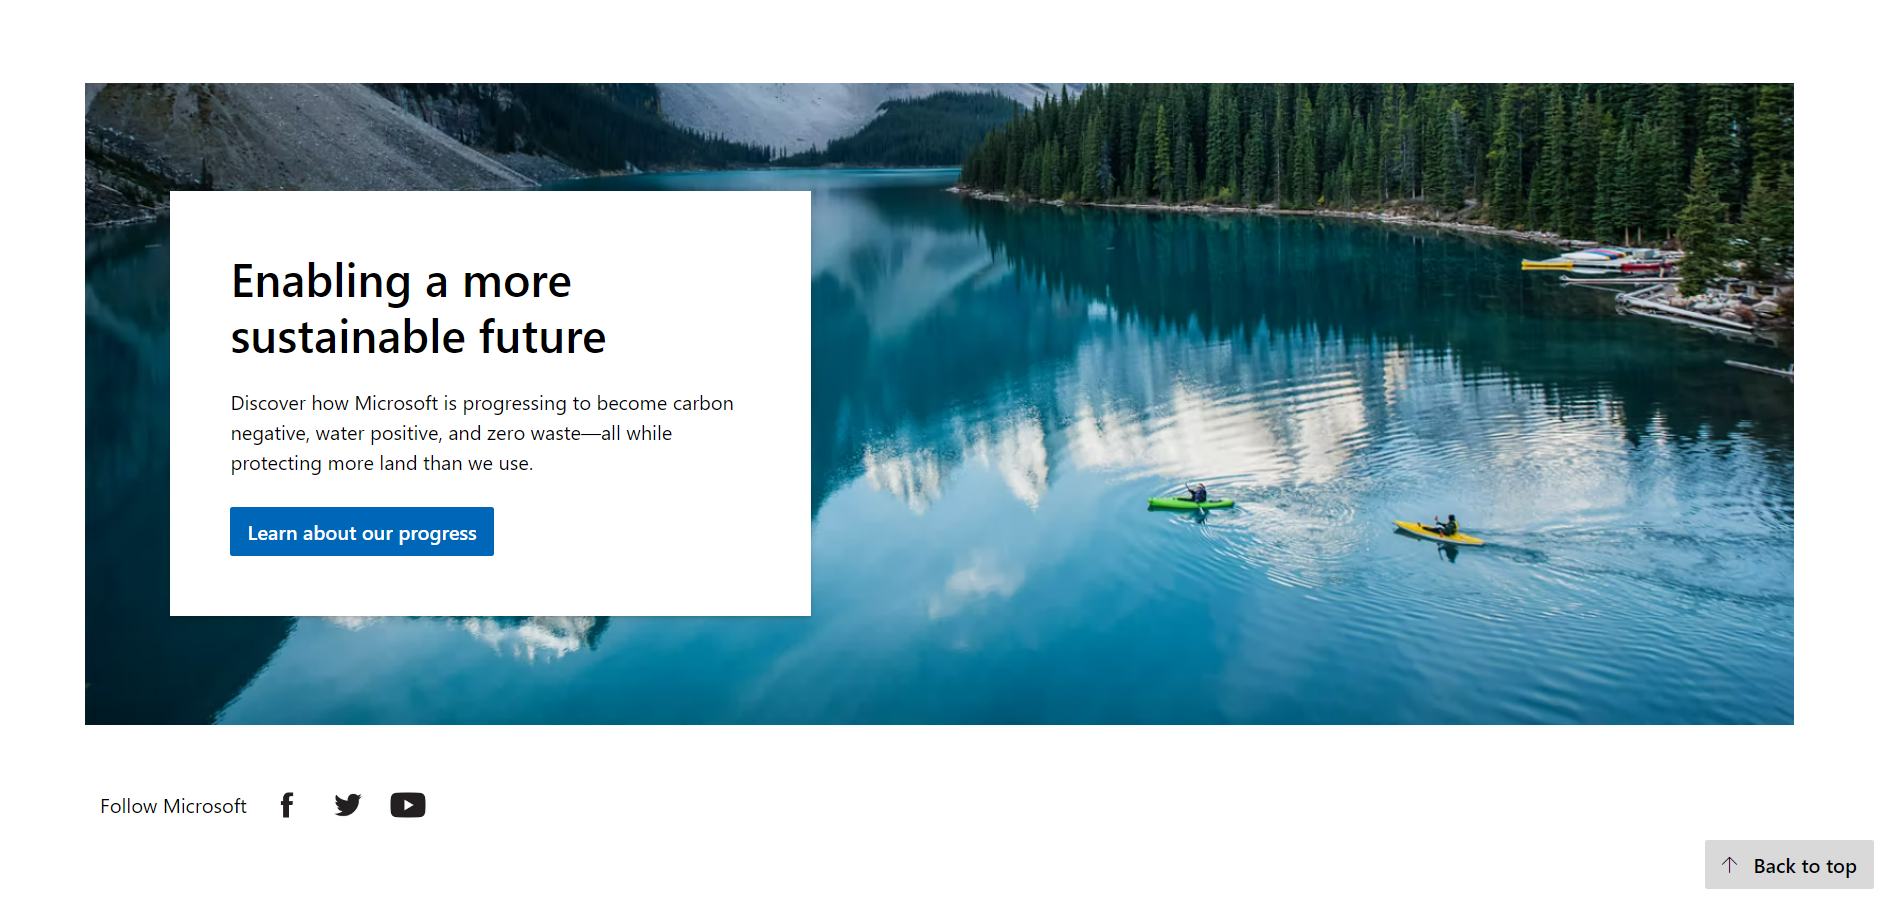 Enabling a more
sustainable future
Discover how Microsoft is progressing to become carbon
negative, water positive, and zero waste—all while
protecting more land than we use.
Learn about our progress
Follow Microsoft
Back to top